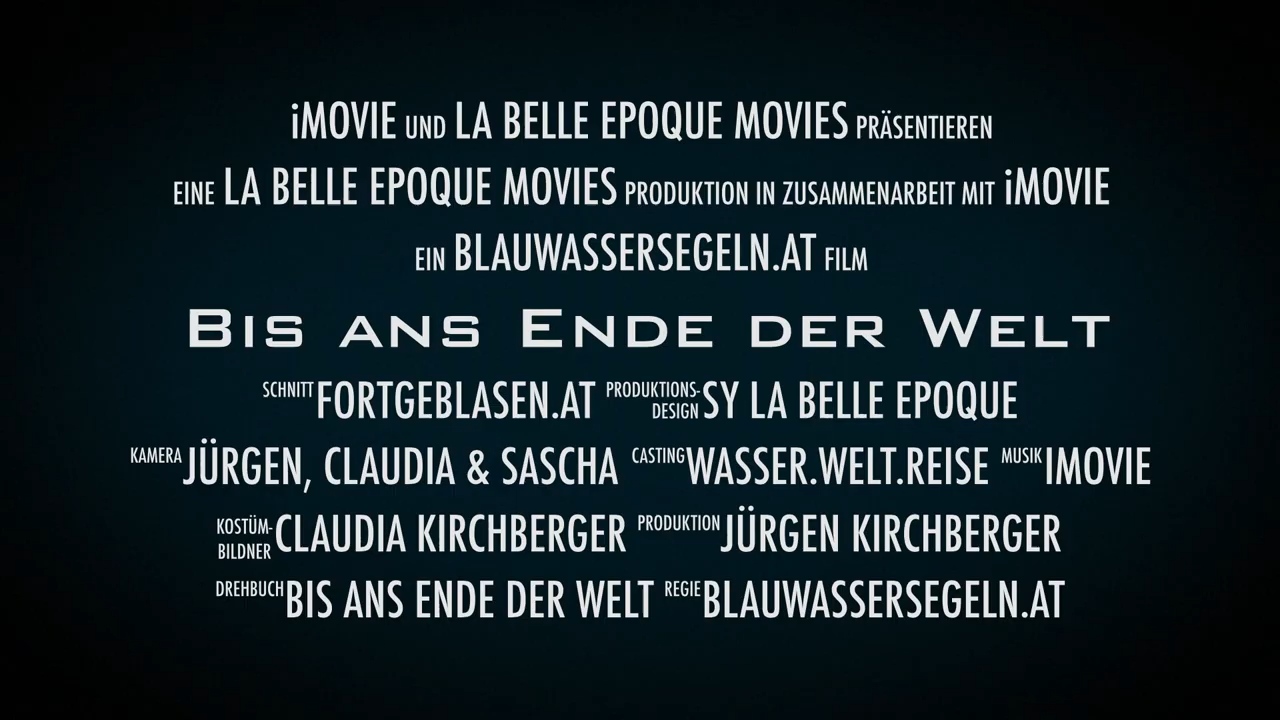 iMOVIE UND LA BELLE EPOQUE MOVIES PRÄSENTIEREN
EINE LA BELLE EPOQUE MOVIES PRODUKTION IN ZUSAMMENARBEIT MIT iMOVIE
EIN BLAUWASSERSEGELN.AT FILM
BIS ANS ENDE DER WELT
SCHNITT FORTGEBLASEN.AT PRODUKTIONS-DESIGN SY LA BELLE EPOQUE
KAMERA JÜRGEN, CLAUDIA & SASCHA CASTING WASSER.WELT.REISE MUSIK IMOVIE
KOSTÜM-BILDNER CLAUDIA KIRCHBERGER PRODUKTION JÜRGEN KIRCHBERGER
DREHBUCH BIS ANS ENDE DER WELT REGIE BLAUWASSERSEGELN.AT